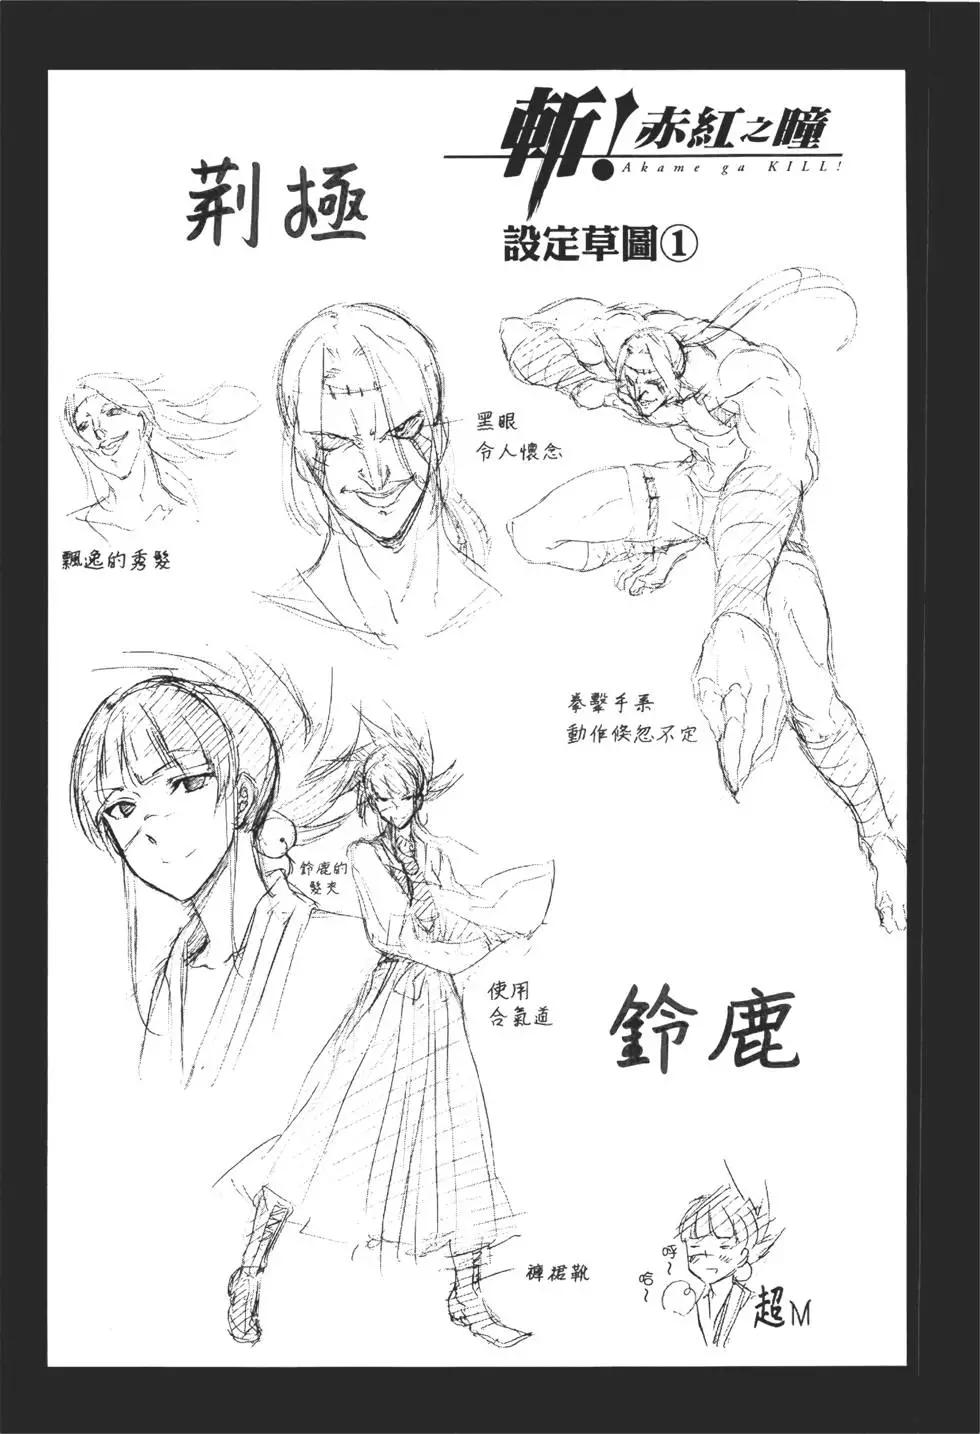 斬!赤紅之瞳
Akame ga KILL!
設定草圖①
荆極
黑眼
令人懷念
飄逸的秀髮
拳擊手系
動作倏忽不定
鈴鹿的
髮夾
使用
合氣道
鈴鹿
褲裙靴
呼~
哈~
超M